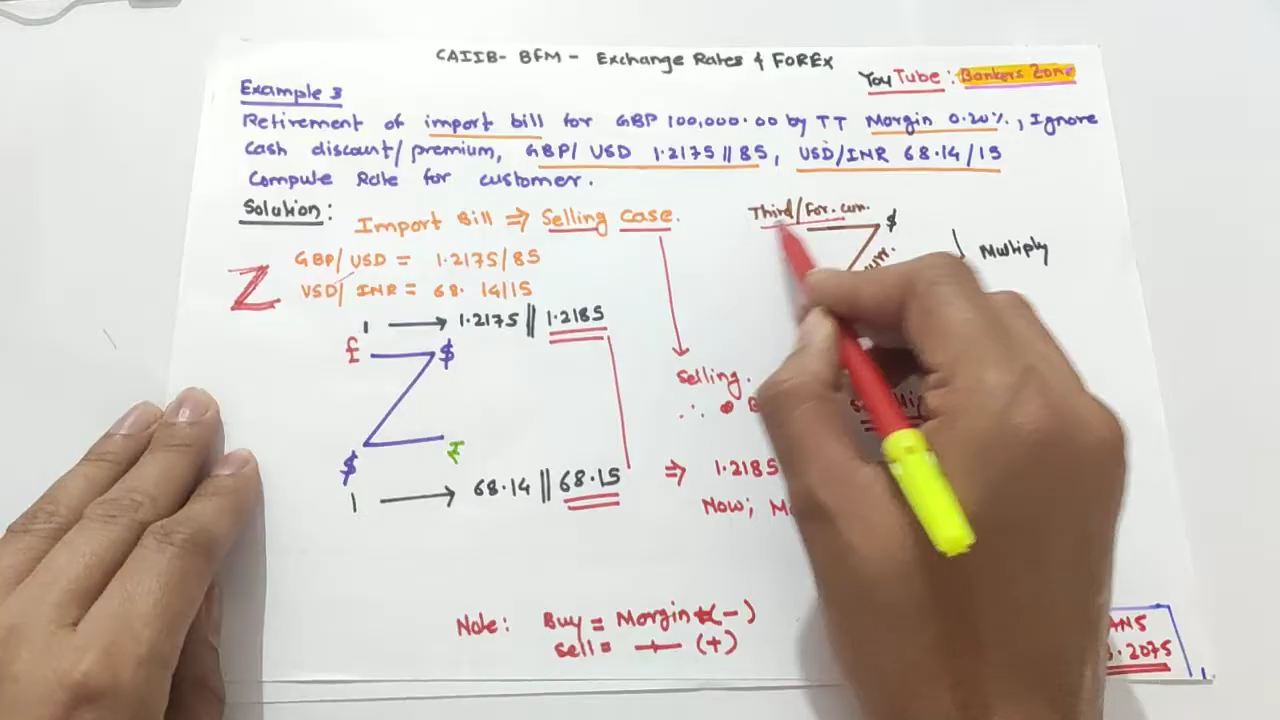 CAIIB- BFM - Exchange Rates & FOREX
YouTube: Bankers Zone
Example 3
Retirement of import bill for GBP 100,000.00 by TT Margin 0.20%, Ignore
Cash discount/premium, GBP/USD 1.2175 || 85, USD/INR 68.14/15
Compute Rate for customer.
Solution:
Import Bill ⇒ Selling Case.
Third/For. curr. $
GBP/USD = 1.2175/85
Multiply
Z USD/ INR = 68. 14/15
1 → 1.2175 || 1.2185
£ $
Selling.
∴
$ ₹
1 → 68.14 || 68.15
⇒ 1.2185
Now;
Note: Buy = Margin (-)
Sell = (+)
ANS
.2075